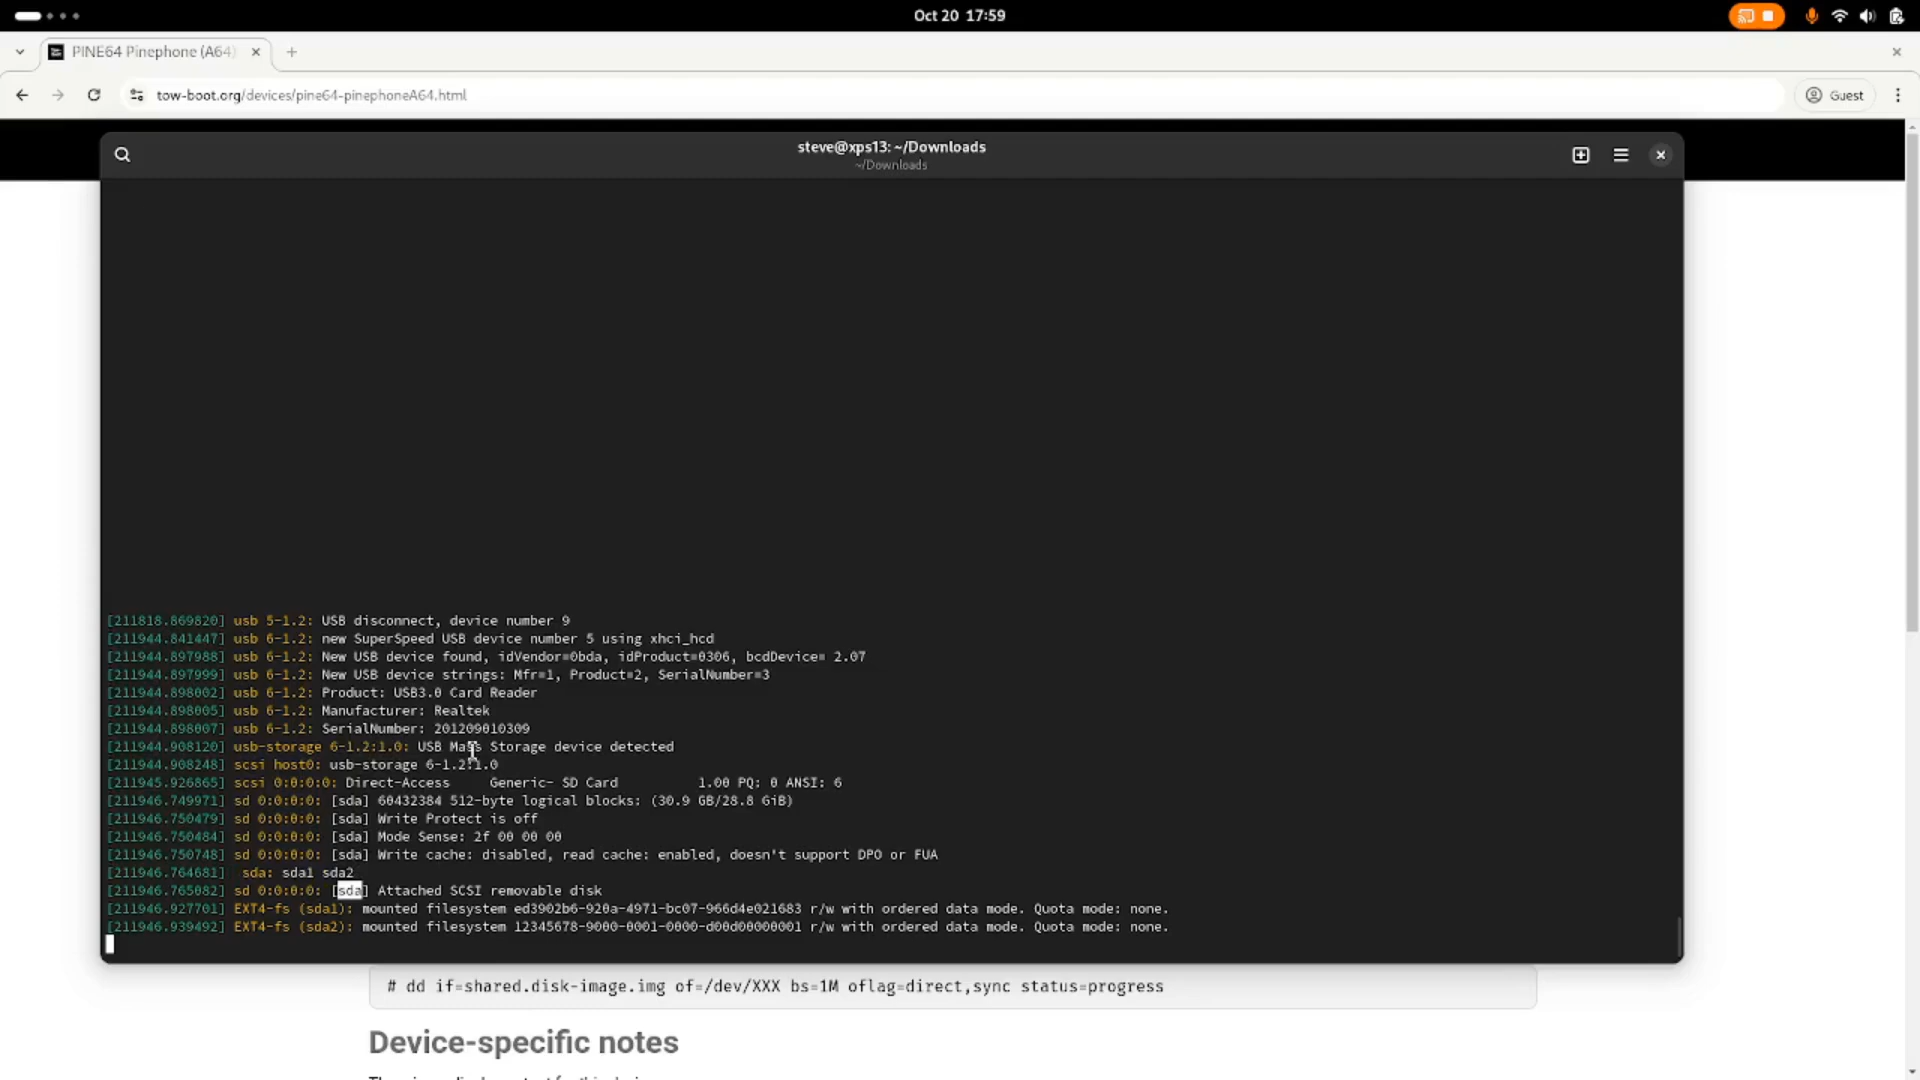 Oct 20 17:59
PINE64 Pinephone (A64)
tow-boot.org/devices/pine64-pinephoneA64.html
Guest
steve@xps13: ~/Downloads
~/Downloads
[211818.869820] usb 5-1.2: USB disconnect, device number 9
[211944.841447] usb 6-1.2: new SuperSpeed USB device number 5 using xhci_hcd
[211944.897988] usb 6-1.2: New USB device found, idVendor=0bda, idProduct=0306, bcdDevice= 2.07
[211944.897999] usb 6-1.2: New USB device strings: Mfr=1, Product=2, SerialNumber=3
[211944.898002] usb 6-1.2: Product: USB3.0 Card Reader
[211944.898005] usb 6-1.2: Manufacturer: Realtek
[211944.898007] usb 6-1.2: SerialNumber: 201209010309
[211944.908120] usb-storage 6-1.2:1.0: USB Mass Storage device detected
[211944.908248] scsi host0: usb-storage 6-1.2:1.0
[211945.926865] scsi 0:0:0:0: Direct-Access     Generic- SD Card          1.00 PQ: 0 ANSI: 6
[211946.749971] sd 0:0:0:0: [sda] 60432384 512-byte logical blocks: (30.9 GB/28.8 GiB)
[211946.750479] sd 0:0:0:0: [sda] Write Protect is off
[211946.750484] sd 0:0:0:0: [sda] Mode Sense: 2f 00 00 00
[211946.750748] sd 0:0:0:0: [sda] Write cache: disabled, read cache: enabled, doesn't support DPO or FUA
[211946.764681]  sda: sda1 sda2
[211946.765082] sd 0:0:0:0: [sda] Attached SCSI removable disk
[211946.927701] EXT4-fs (sda1): mounted filesystem ed3902b6-920a-4971-bc07-966d4e021683 r/w with ordered data mode. Quota mode: none.
[211946.939492] EXT4-fs (sda2): mounted filesystem 12345678-9000-0001-0000-d00d00000001 r/w with ordered data mode. Quota mode: none.
# dd if=shared.disk-image.img of=/dev/XXX bs=1M oflag=direct,sync status=progress
Device-specific notes